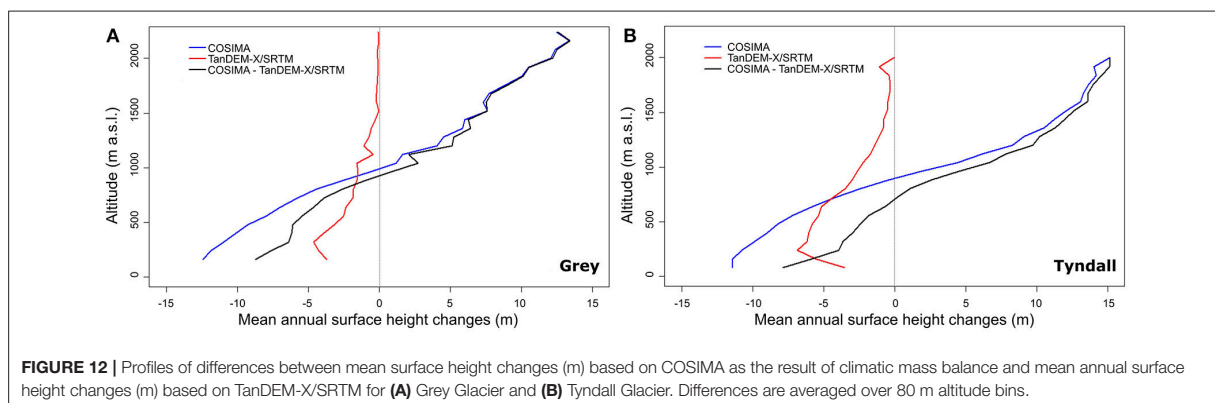 A
COSIMA
TanDEM-X/SRTM
COSIMA - TanDEM-X/SRTM
Altitude (m a.s.l.)
2000
1500
1000
500
0
Grey
-15 -10 -5 0 5 10 15
Mean annual surface height changes (m)
B
COSIMA
TanDEM-X/SRTM
COSIMA - TanDEM-X/SRTM
Altitude (m a.s.l.)
2000
1500
1000
500
0
Tyndall
-15 -10 -5 0 5 10 15
Mean annual surface height changes (m)
FIGURE 12 | Profiles of differences between mean surface height changes (m) based on COSIMA as the result of climatic mass balance and mean annual surface
height changes (m) based on TanDEM-X/SRTM for (A) Grey Glacier and (B) Tyndall Glacier. Differences are averaged over 80 m altitude bins.